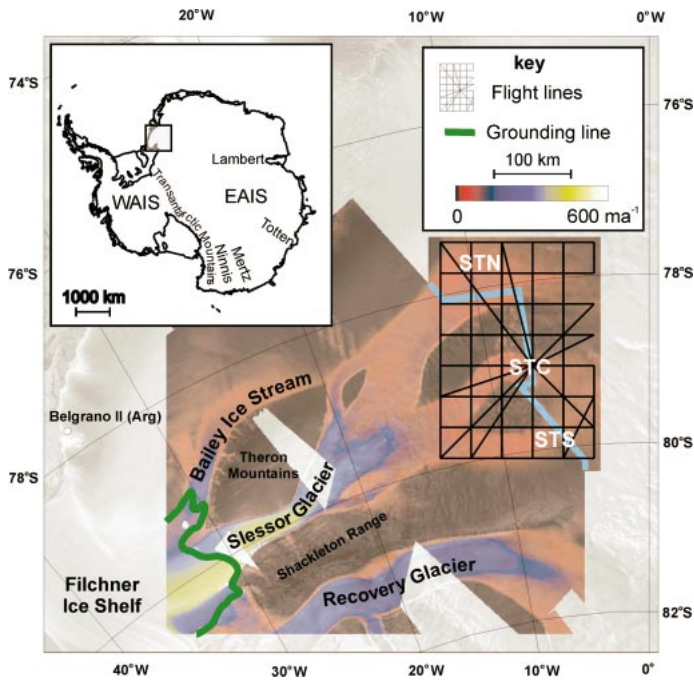 20°W
10°W
0°W
74°S
76°S
78°S
76°S
78°S
80°S
82°S
WAIS
EAIS
Transantarctic Mountains
Lambert
Totten
Mertz
Ninnis
1000 km
key
Flight lines
Grounding line
100 km
0
600 ma⁻¹
STN
STC
STS
Belgrano II (Arg)
Bailey Ice Stream
Theron
Mountains
Slessor Glacier
Shackleton Range
Recovery Glacier
Filchner
Ice Shelf
40°W
30°W
20°W
10°W
0°W